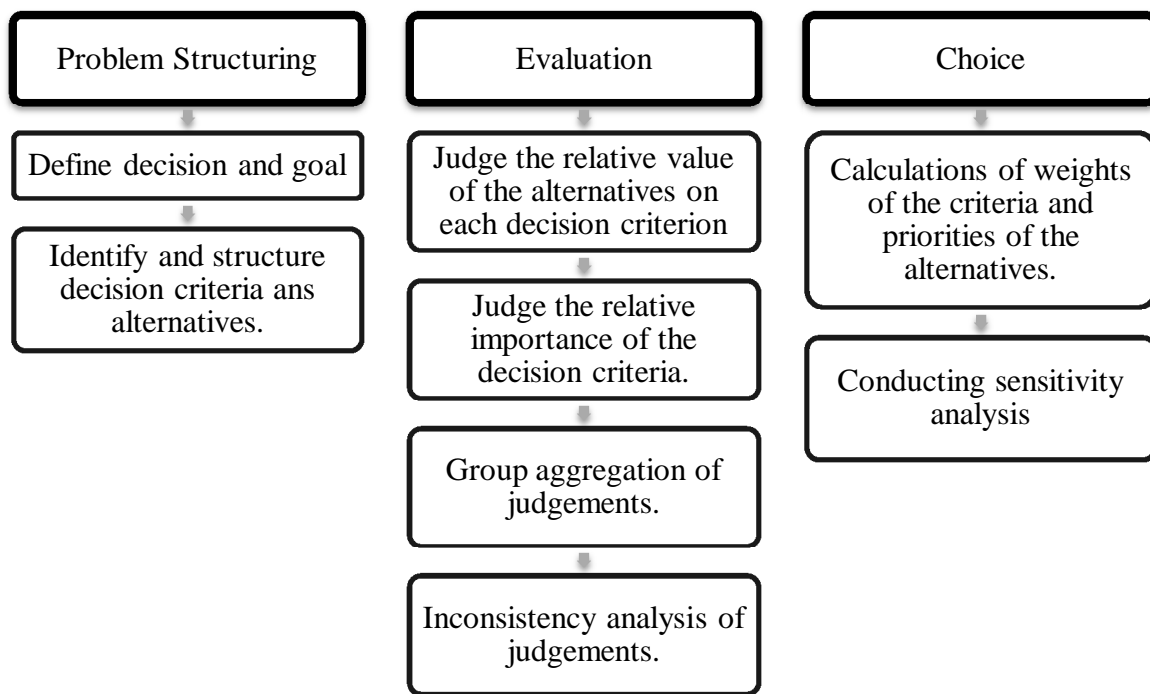 Problem Structuring
Define decision and goal
Identify and structure
decision criteria ans
alternatives.
Evaluation
Judge the relative value
of the alternatives on
each decision criterion
Judge the relative
importance of the
decision criteria.
Group aggregation of
judgements.
Inconsistency analysis of
judgements.
Choice
Calculations of weights
of the criteria and
priorities of the
alternatives.
Conducting sensitivity
analysis